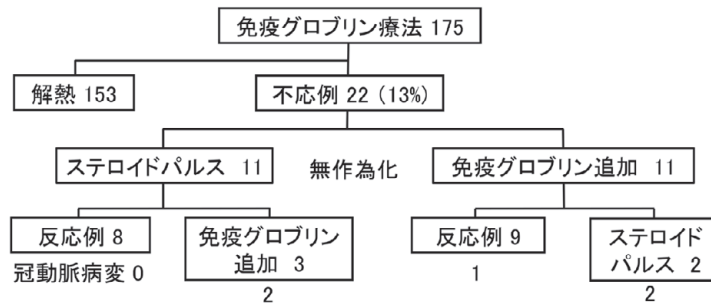 免疫グロブリン療法 175
解熱 153
不応例 22 (13%)
ステロイドパルス 11
無作為化
免疫グロブリン追加 11
反応例 8
冠動脈病変 0
免疫グロブリン
追加 3
2
反応例 9
1
ステロイド
パルス 2
2